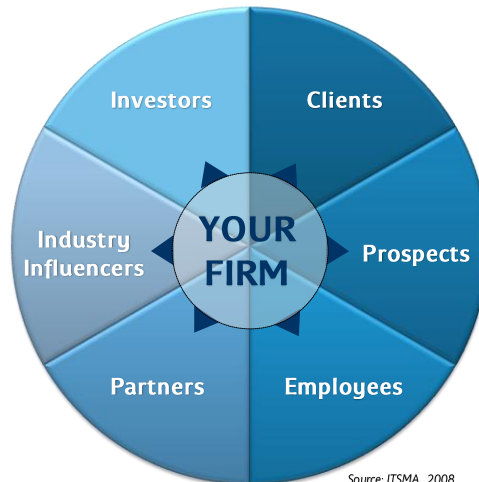 Investors
Clients
YOUR
FIRM
Industry
Influencers
Prospects
Partners
Employees
Source: ITSMA, 2008